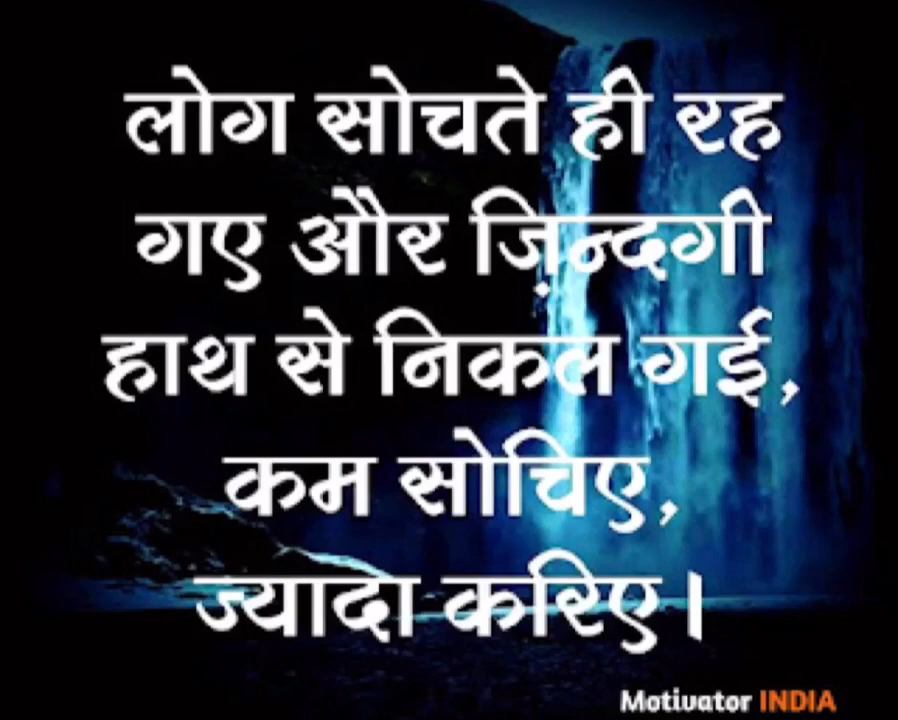 लोग सोचते ही रह
गए और ज़िन्दगी
हाथ से निकल गई,
कम सोचिए,
ज्यादा करिए।
Motivator INDIA